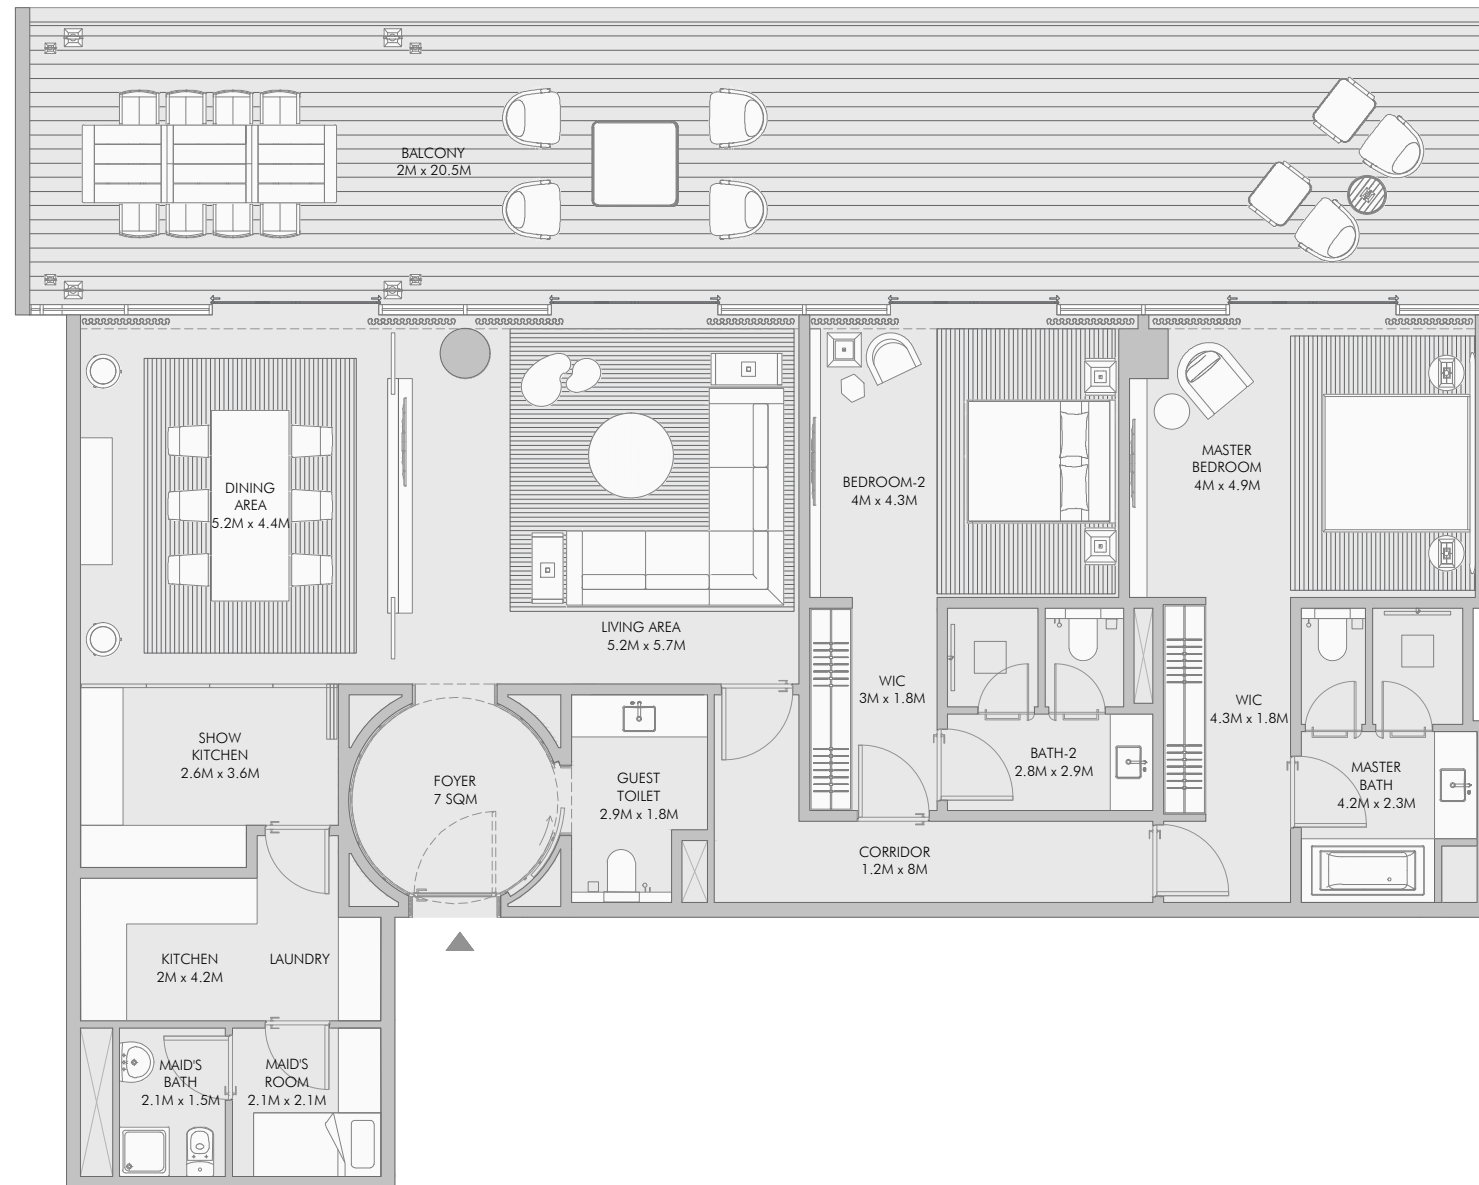 BALCONY
2M x 20.5M
DINING
AREA
5.2M x 4.4M
LIVING AREA
5.2M x 5.7M
BEDROOM-2
4M x 4.3M
MASTER
BEDROOM
4M x 4.9M
WIC
3M x 1.8M
WIC
4.3M x 1.8M
SHOW
KITCHEN
2.6M x 3.6M
FOYER
7 SQM
GUEST
TOILET
2.9M x 1.8M
BATH-2
2.8M x 2.9M
MASTER
BATH
4.2M x 2.3M
CORRIDOR
1.2M x 8M
KITCHEN
2M x 4.2M
LAUNDRY
MAID'S
BATH
2.1M x 1.5M
MAID'S
ROOM
2.1M x 2.1M